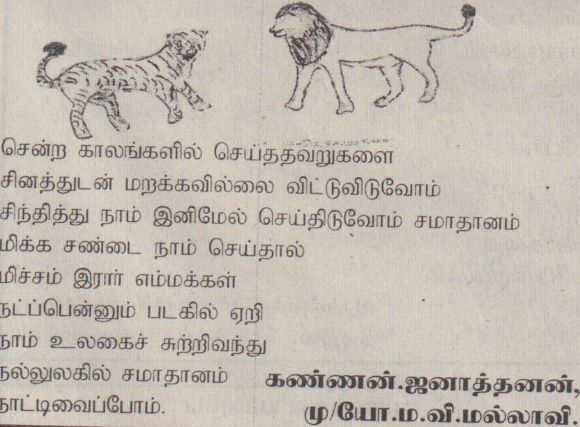 சென்ற காலங்களில் செய்ததவறுகளை
சினத்துடன் மறக்கவில்லை விட்டுவிடுவோம்
சிந்தித்து நாம் இனிமேல் செய்திடுவோம் சமாதானம்
மிக்க சண்டை நாம் செய்தால்
மிச்சம் இரார் எம்மக்கள்
நட்ப்பென்னும் படகில் ஏறி
நாம் உலகைச் சுற்றிவந்து
நல்லுலகில் சமாதானம்
நாட்டிவைப்போம்.
கண்ணன்.ஜனாத்தனன்,
மு/யோ.ம.வி.மல்லாவி.